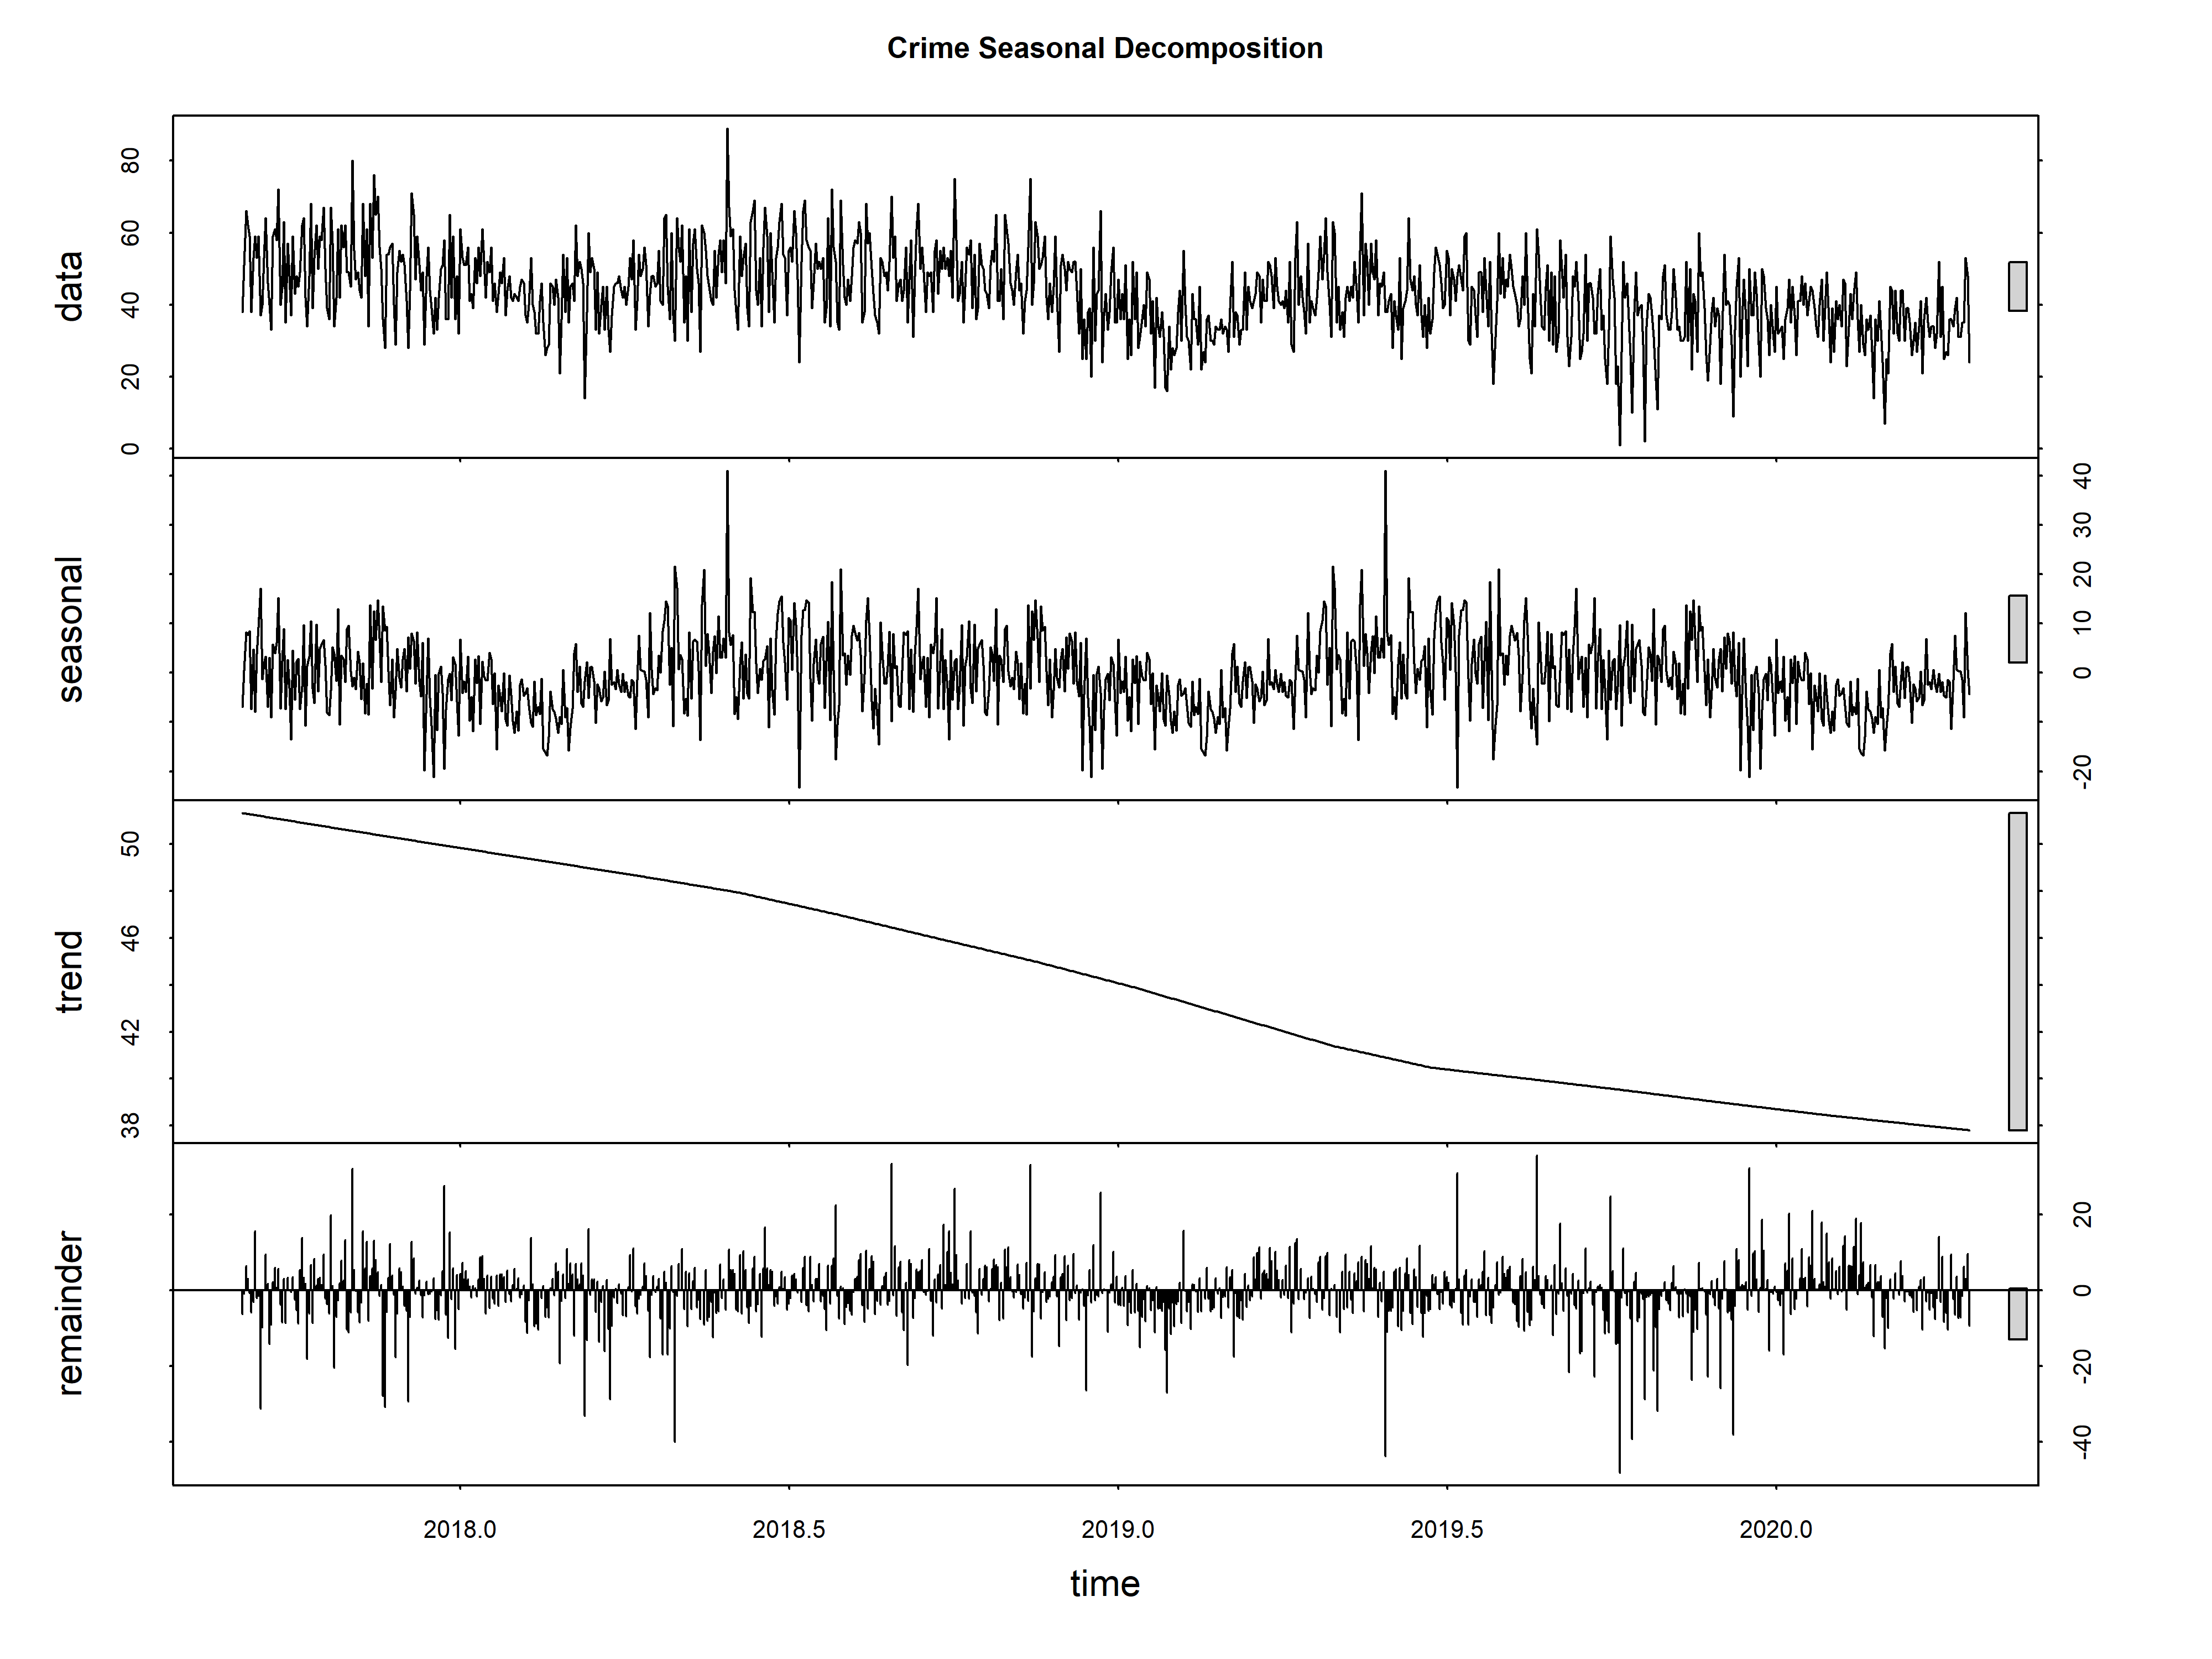 Crime Seasonal Decomposition
data
0 20 40 60 80
seasonal
-20 0 10 20 30 40
trend
38 42 46 50
remainder
-40 -20 0 20
2018.0 2018.5 2019.0 2019.5 2020.0
time